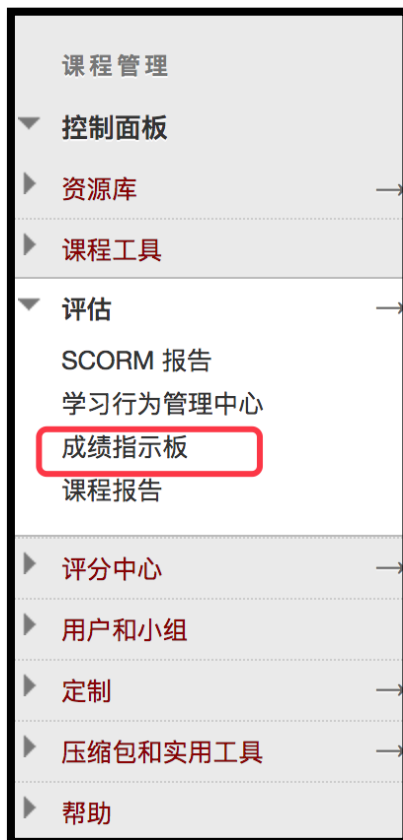 课程管理
控制面板
资源库
课程工具
评估
SCORM 报告
学习行为管理中心
成绩指示板
课程报告
评分中心
用户和小组
定制
压缩包和实用工具
帮助